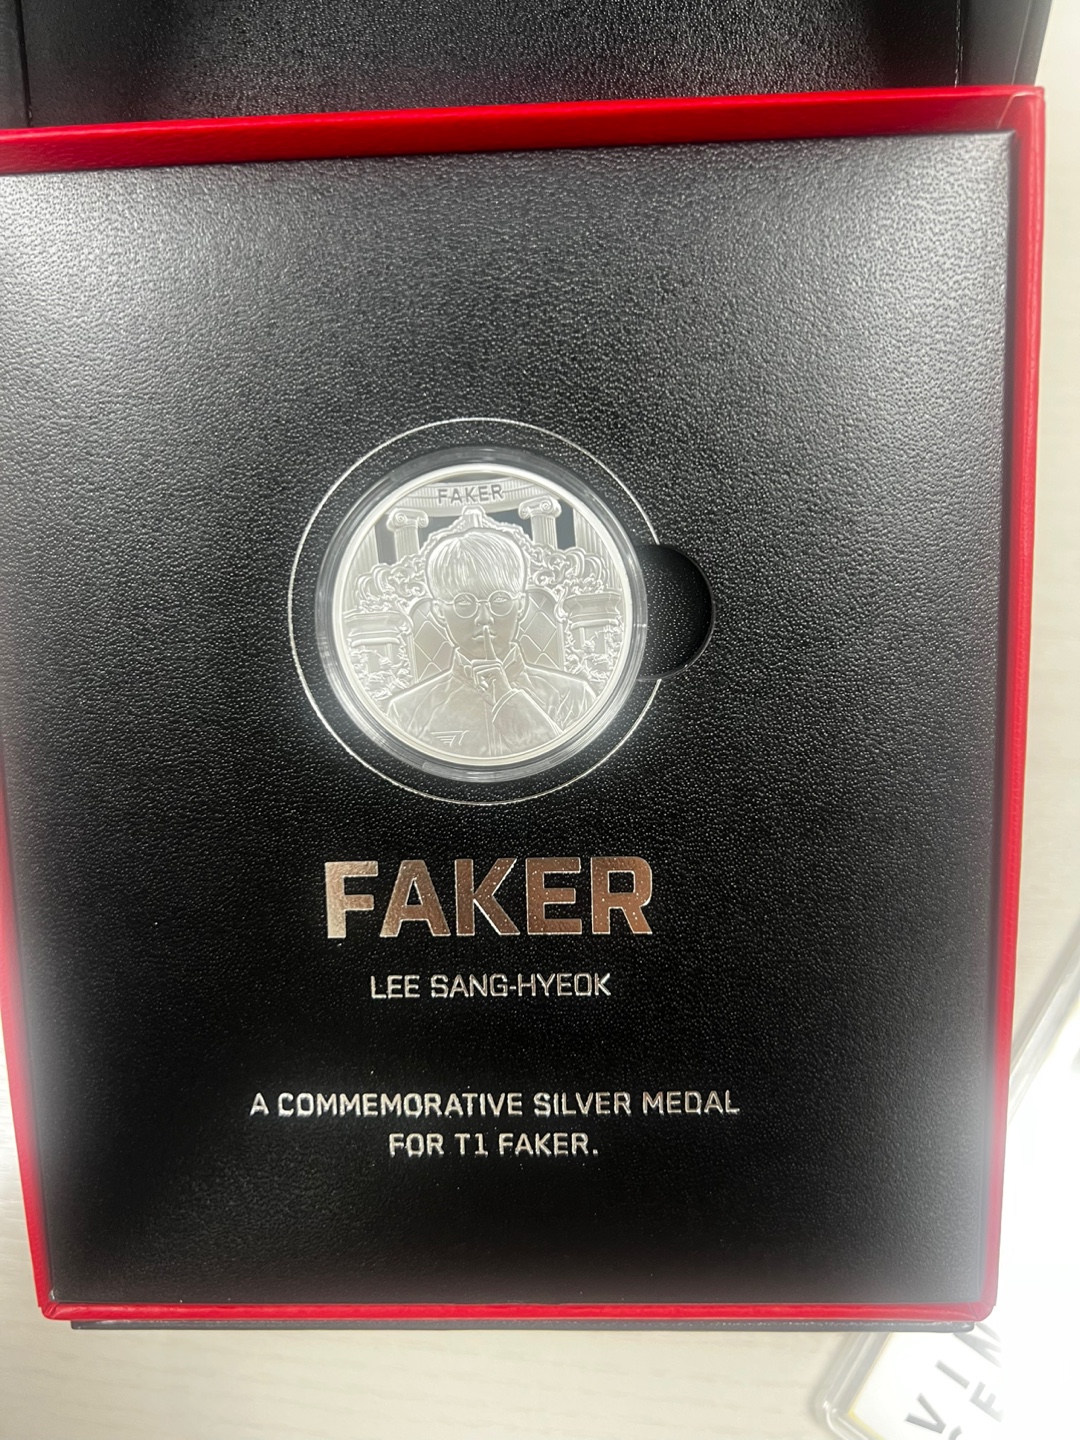 FAKER
FAKER
LEE SANG-HYEOK
A COMMEMORATIVE SILVER MEDAL
FOR T1 FAKER.